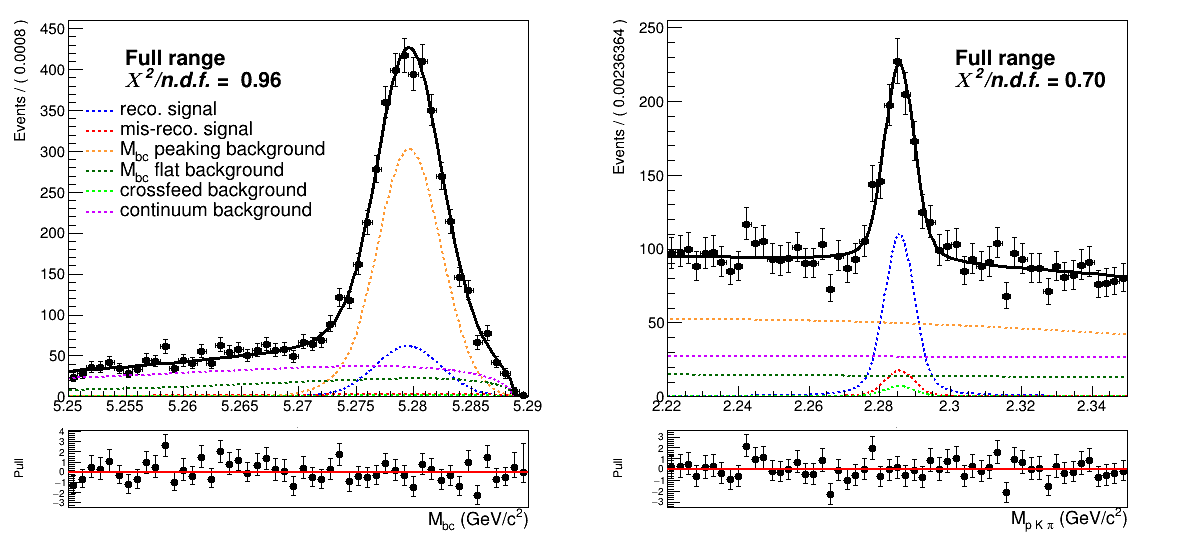 Events / ( 0.0008 )
450
400
350
300
250
200
150
100
50
0
Full range
X²/n.d.f. = 0.96
reco. signal
mis-reco. signal
M_bc peaking background
M_bc flat background
crossfeed background
continuum background
5.25 5.255 5.26 5.265 5.27 5.275 5.28 5.285 5.29
Pull
4
3
2
1
0
−1
−2
−3
M_bc (GeV/c²)
Events / ( 0.00236364 )
250
200
150
100
50
0
Full range
X²/n.d.f. = 0.70
2.22 2.24 2.26 2.28 2.3 2.32 2.34
Pull
3
2
1
0
−1
−2
−3
M_p K π (GeV/c²)